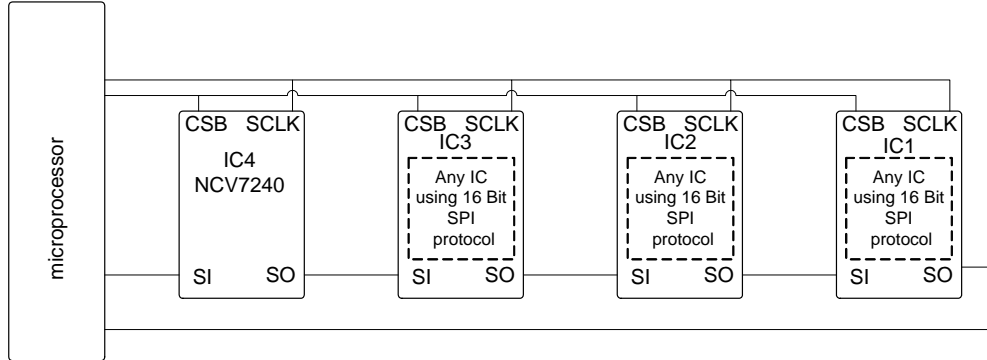 microprocessor
CSB SCLK
IC4
NCV7240
SI SO
CSB SCLK
IC3
Any IC
using 16 Bit
SPI
protocol
SI SO
CSB SCLK
IC2
Any IC
using 16 Bit
SPI
protocol
SI SO
CSB SCLK
IC1
Any IC
using 16 Bit
SPI
protocol
SI SO